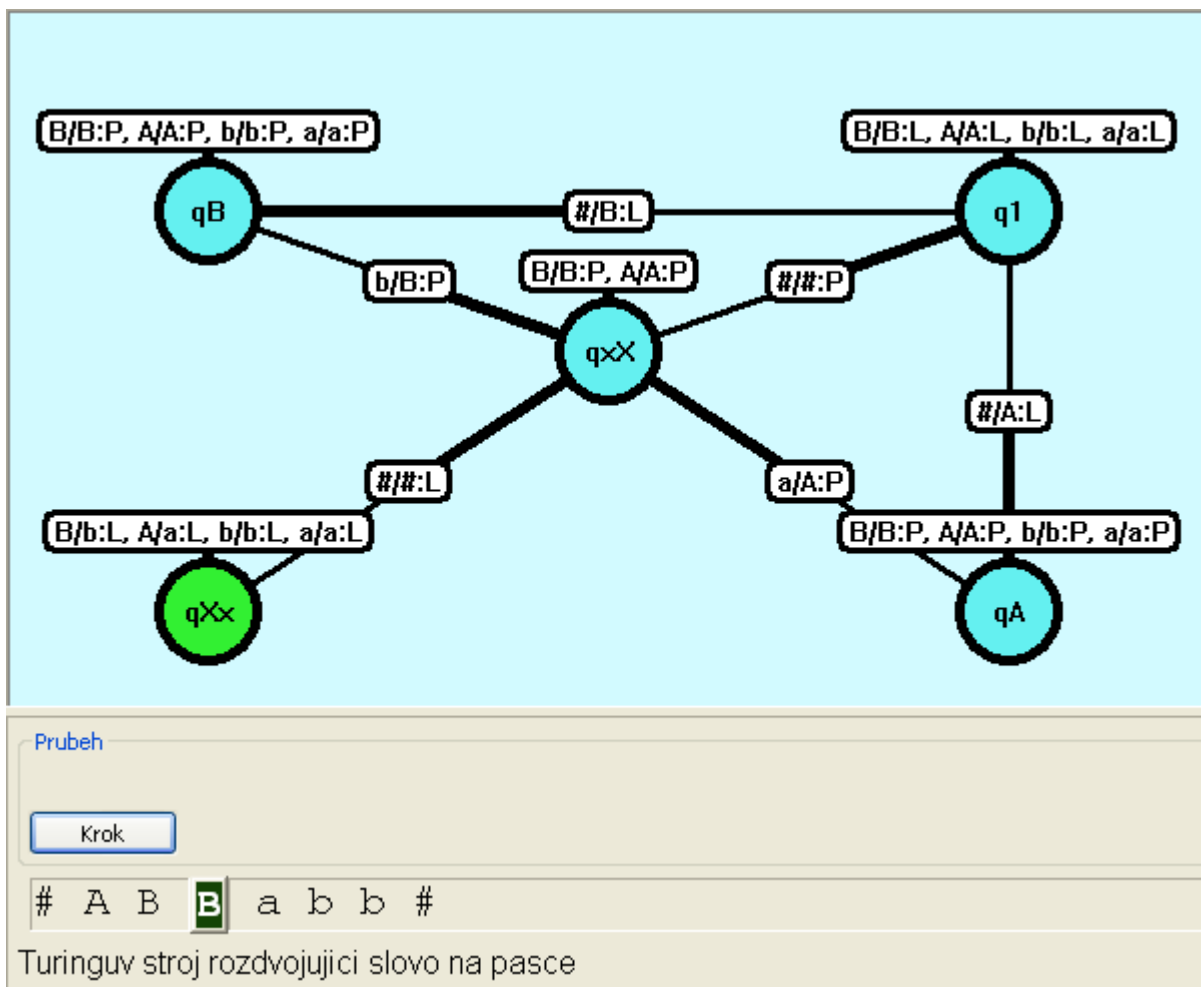 B/B:P, A/A:P, b/b:P, a/a:P
B/B:L, A/A:L, b/b:L, a/a:L
qB
#/B:L
q1
B/B:P, A/A:P
b/B:P
#/#:P
qxX
#/A:L
#/#:L
a/A:P
B/b:L, A/a:L, b/b:L, a/a:L
B/B:P, A/A:P, b/b:P, a/a:P
qXx
qA
Prubeh
Krok
# A B B a b b #
Turinguv stroj rozdvojujici slovo na pasce